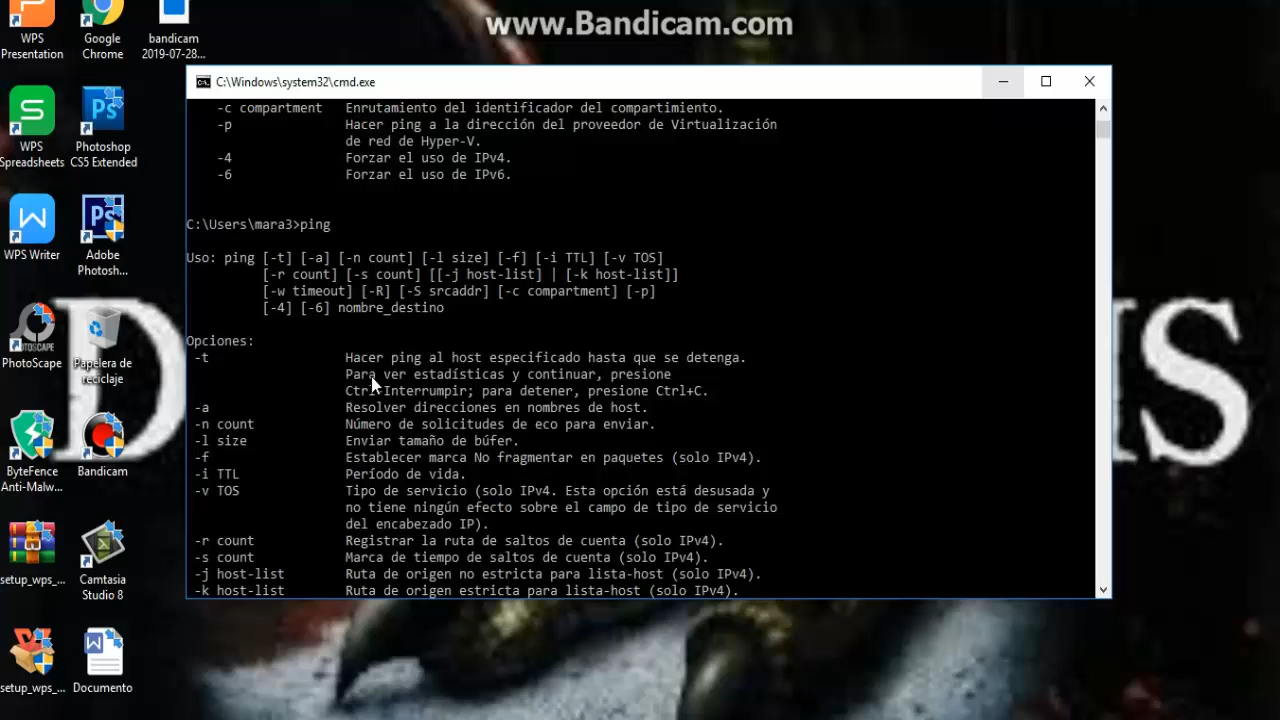 www.Bandicam.com
WPS
Presentation
Google
Chrome
bandicam
2019-07-28...
WPS
Spreadsheets
Photoshop
CS5 Extended
WPS Writer
Adobe
Photosh...
PhotoScape
Papelera de
reciclaje
ByteFence
Anti-Malw...
Bandicam
setup_wps_...
Camtasia
Studio 8
setup_wps_...
Documento
C:\Windows\system32\cmd.exe
-c compartment Enrutamiento del identificador del compartimiento.
-p Hacer ping a la dirección del proveedor de Virtualización
de red de Hyper-V.
-4 Forzar el uso de IPv4.
-6 Forzar el uso de IPv6.
C:\Users\mara3>ping
Uso: ping [-t] [-a] [-n count] [-l size] [-f] [-i TTL] [-v TOS]
[-r count] [-s count] [[-j host-list] | [-k host-list]]
[-w timeout] [-R] [-S srcaddr] [-c compartment] [-p]
[-4] [-6] nombre_destino
Opciones:
-t Hacer ping al host especificado hasta que se detenga.
Para ver estadísticas y continuar, presione
Ctrl-Interrumpir; para detener, presione Ctrl+C.
-a Resolver direcciones en nombres de host.
-n count Número de solicitudes de eco para enviar.
-l size Enviar tamaño de búfer.
-f Establecer marca No fragmentar en paquetes (solo IPv4).
-i TTL Período de vida.
-v TOS Tipo de servicio (solo IPv4. Esta opción está desusada y
no tiene ningún efecto sobre el campo de tipo de servicio
del encabezado IP).
-r count Registrar la ruta de saltos de cuenta (solo IPv4).
-s count Marca de tiempo de saltos de cuenta (solo IPv4).
-j host-list Ruta de origen no estricta para lista-host (solo IPv4).
-k host-list Ruta de origen estricta para lista-host (solo IPv4).